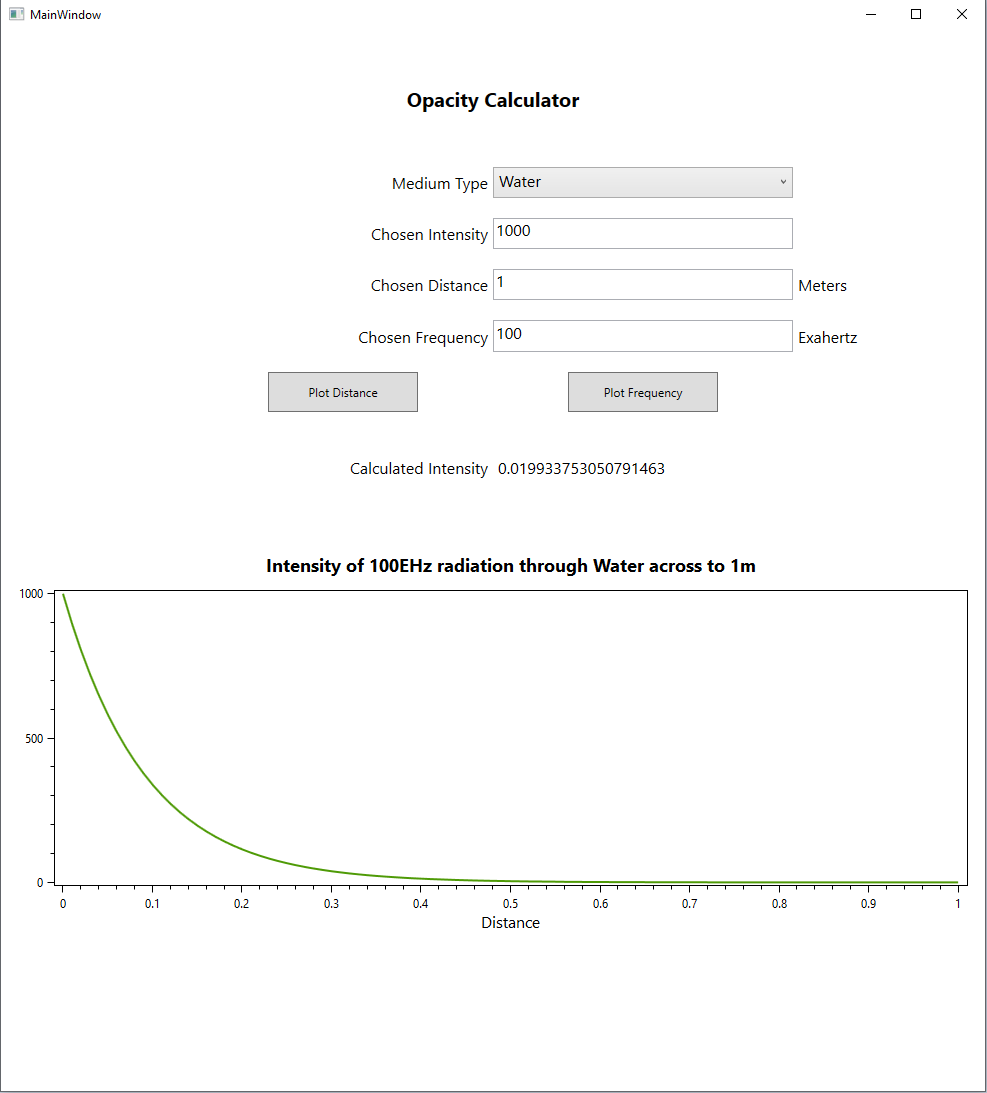 MainWindow
Opacity Calculator
Medium Type Water
Chosen Intensity 1000
Chosen Distance 1 Meters
Chosen Frequency 100 Exahertz
Plot Distance Plot Frequency
Calculated Intensity 0.019933753050791463
Intensity of 100EHz radiation through Water across to 1m
1000
500
0
0 0.1 0.2 0.3 0.4 0.5 0.6 0.7 0.8 0.9 1
Distance